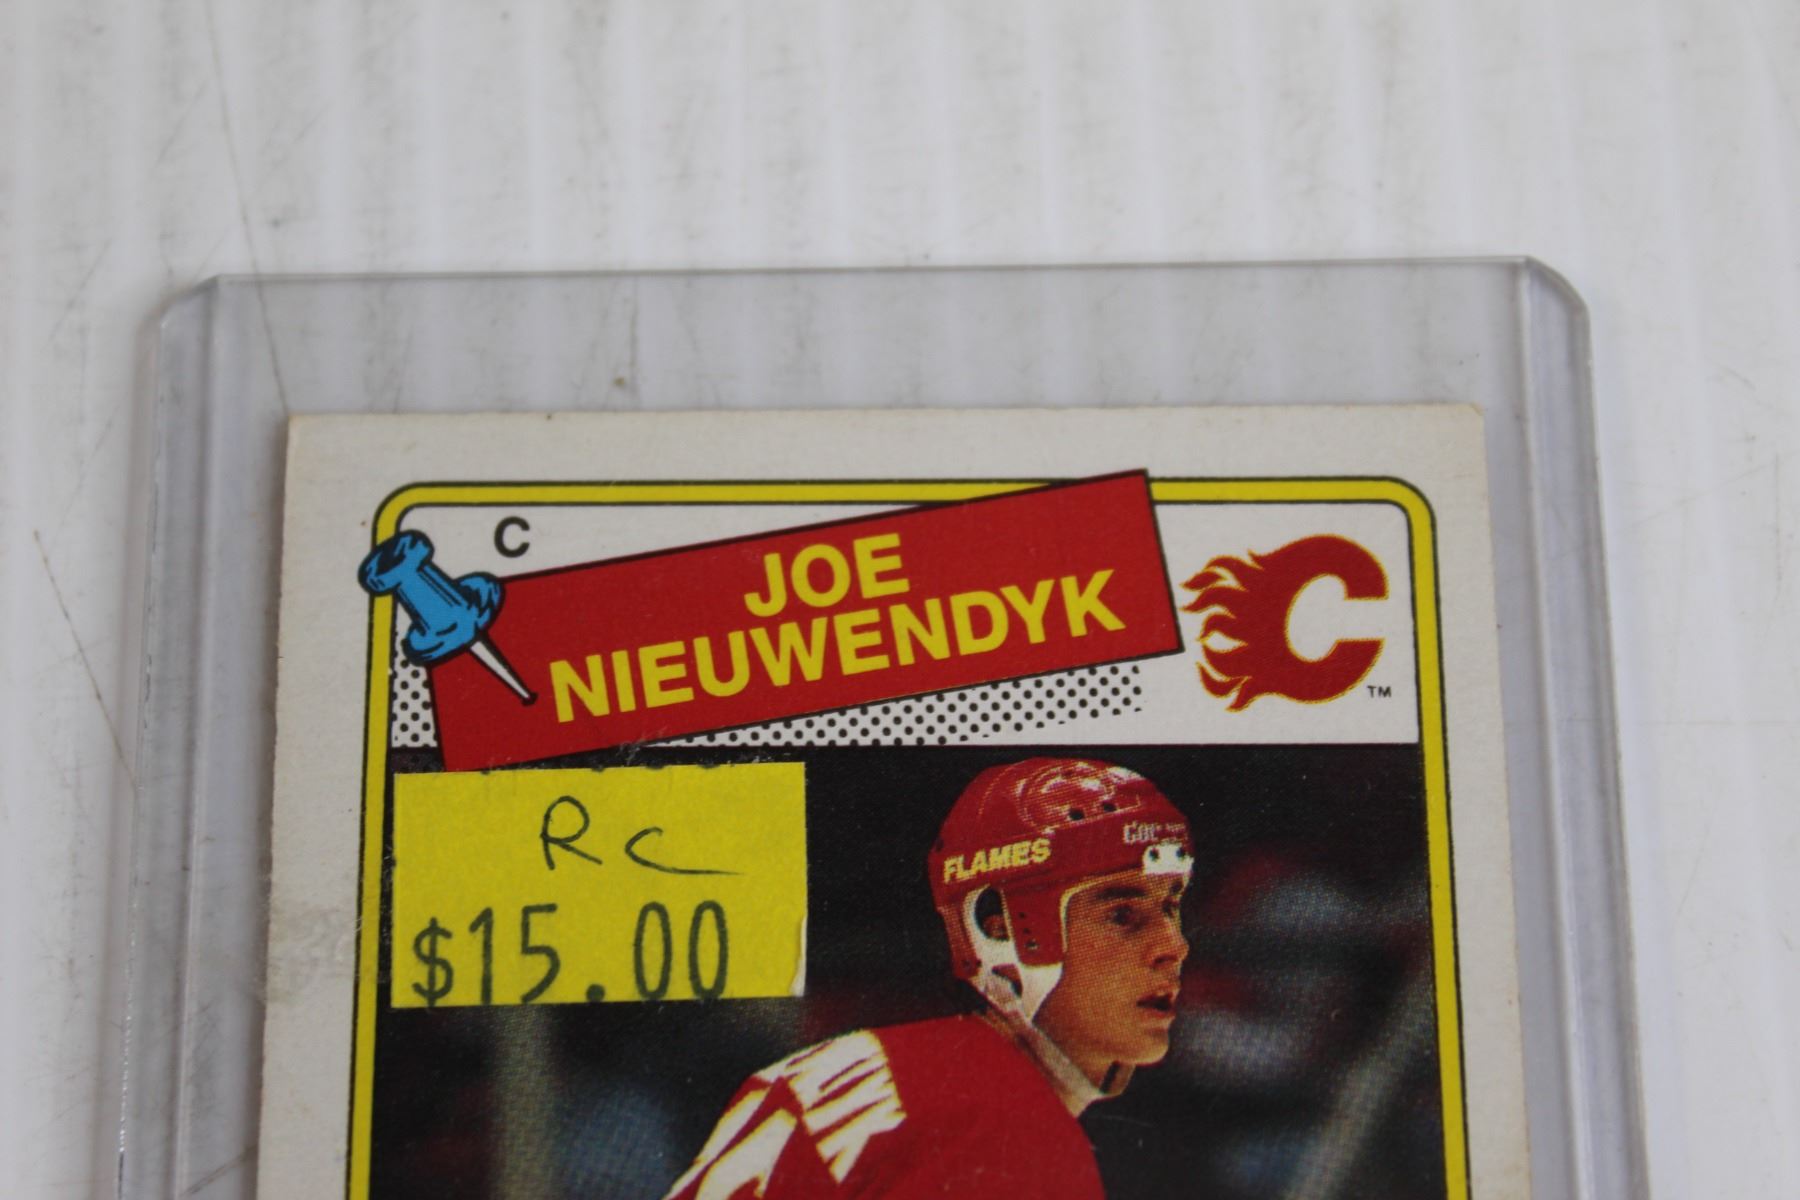 C
JOE
NIEUWENDYK
C
TM
RC
$15.00
FLAMES